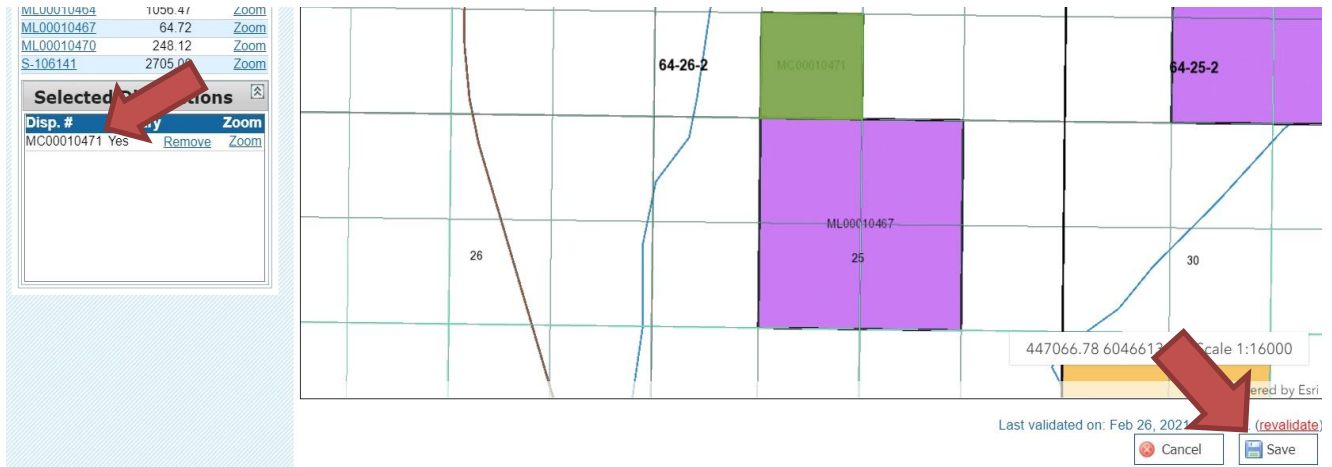 ML00010464 1056.47 Zoom
ML00010467 64.72 Zoom
ML00010470 248.12 Zoom
S-106141 2705.0 Zoom
Selected
Disp. # Zoom
MC00010471 Yes Remove Zoom
64-26-2
MC00010471
64-25-2
ML00010467
26
25
30
447066.78 6046613 Scale 1:16000
ered by Esri
Last validated on: Feb 26, 2021 (revalidate)
Cancel
Save